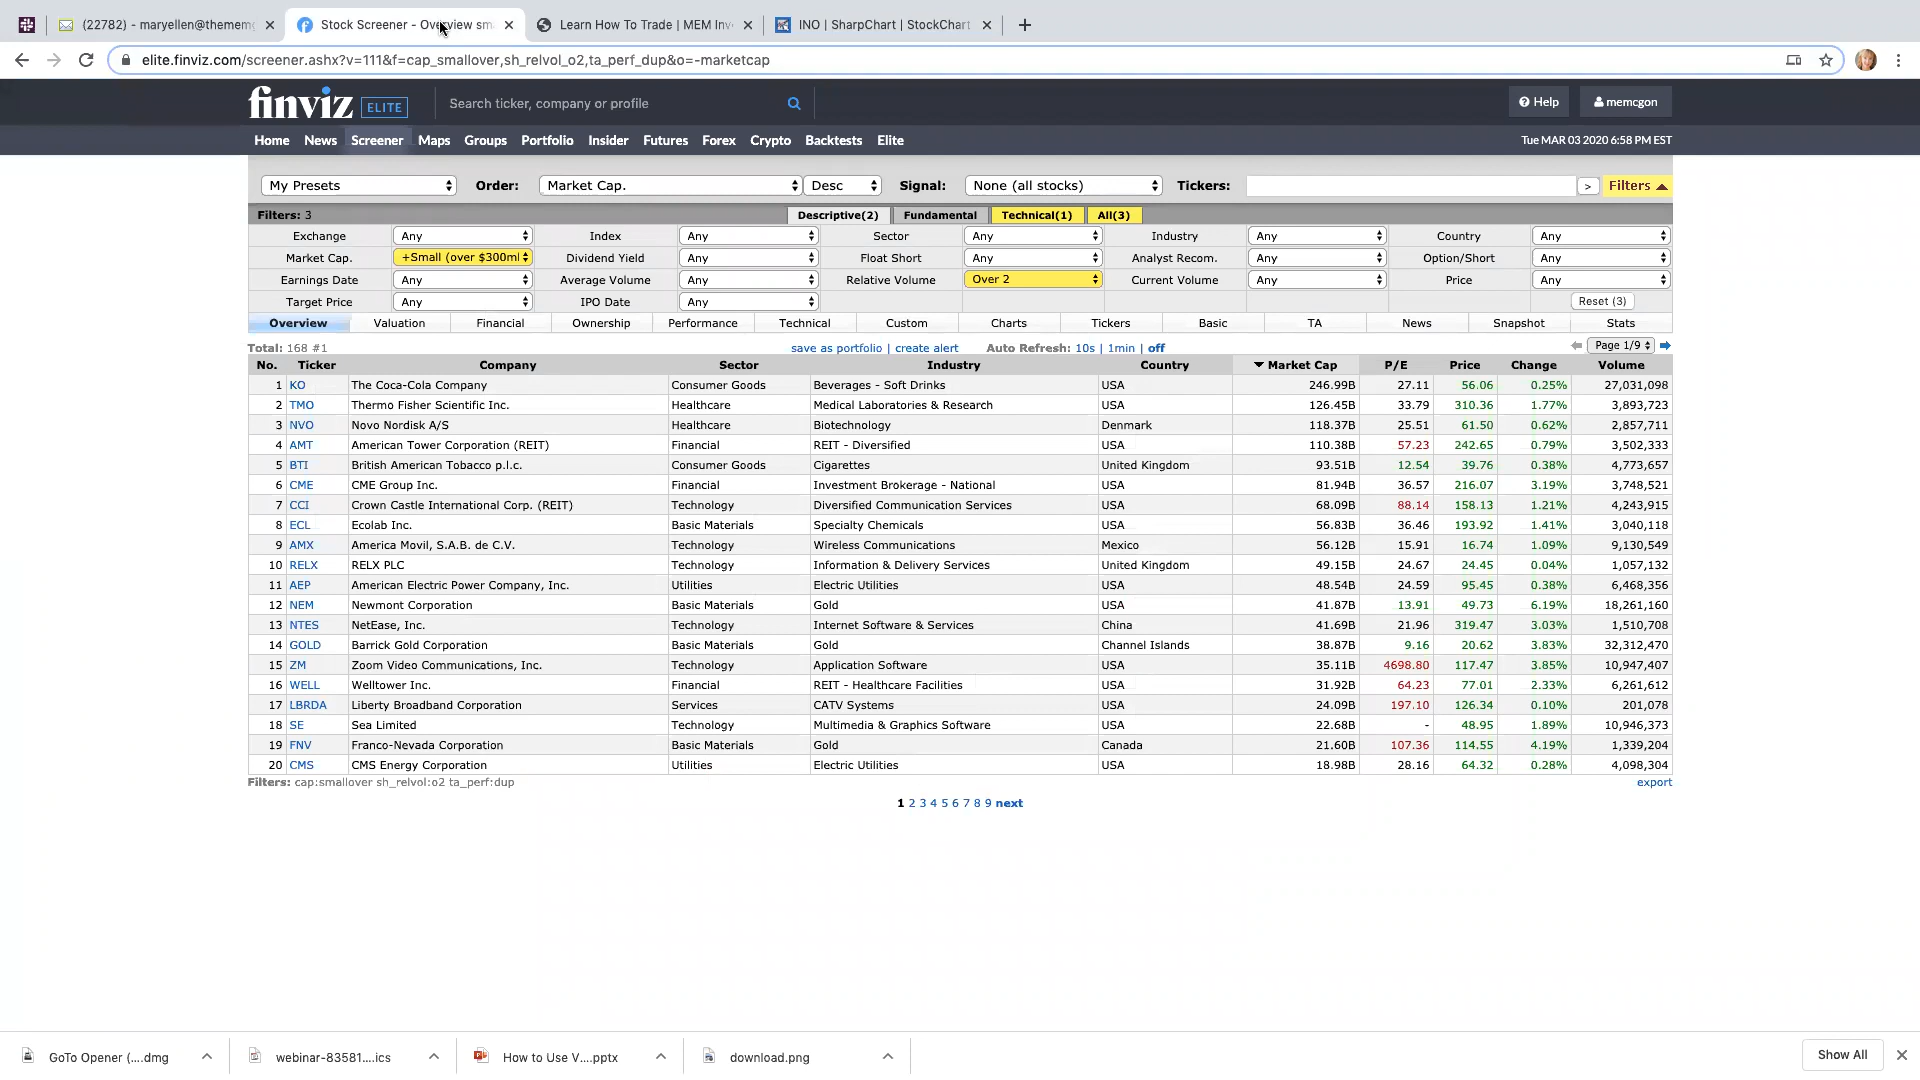 (22782) - maryellen@themem
Stock Screener - Overview sm
Learn How To Trade | MEM Inv
INO | SharpChart | StockChart
elite.finviz.com/screener.ashx?v=111&f=cap_smallover,sh_relvol_o2,ta_perf_dup&o=-marketcap
finviz ELITE Search ticker, company or profile Help memcgon
Home News Screener Maps Groups Portfolio Insider Futures Forex Crypto Backtests Elite Tue MAR 03 2020 6:58 PM EST
My Presets Order: Market Cap. Desc Signal: None (all stocks) Tickers: > Filters
Filters: 3 Descriptive(2) Fundamental Technical(1) All(3)
Exchange Any Index Any Sector Any Industry Any Country Any
Market Cap. +Small (over $300ml Dividend Yield Any Float Short Any Analyst Recom. Any Option/Short Any
Earnings Date Any Average Volume Any Relative Volume Over 2 Current Volume Any Price Any
Target Price Any IPO Date Any Reset (3)
Overview Valuation Financial Ownership Performance Technical Custom Charts Tickers Basic TA News Snapshot Stats
Total: 168 #1 save as portfolio | create alert Auto Refresh: 10s | 1min | off Page 1/9
No. Ticker Company Sector Industry Country Market Cap P/E Price Change Volume
1 KO The Coca-Cola Company Consumer Goods Beverages - Soft Drinks USA 246.99B 27.11 56.06 0.25% 27,031,098
2 TMO Thermo Fisher Scientific Inc. Healthcare Medical Laboratories & Research USA 126.45B 33.79 310.36 1.77% 3,893,723
3 NVO Novo Nordisk A/S Healthcare Biotechnology Denmark 118.37B 25.51 61.50 0.62% 2,857,711
4 AMT American Tower Corporation (REIT) Financial REIT - Diversified USA 110.38B 57.23 242.65 0.79% 3,502,333
5 BTI British American Tobacco p.l.c. Consumer Goods Cigarettes United Kingdom 93.51B 12.54 39.76 0.38% 4,773,657
6 CME CME Group Inc. Financial Investment Brokerage - National USA 81.94B 36.57 216.07 3.19% 3,748,521
7 CCI Crown Castle International Corp. (REIT) Technology Diversified Communication Services USA 68.09B 88.14 158.13 1.21% 4,243,915
8 ECL Ecolab Inc. Basic Materials Specialty Chemicals USA 56.83B 36.46 193.92 1.41% 3,040,118
9 AMX America Movil, S.A.B. de C.V. Technology Wireless Communications Mexico 56.12B 15.91 16.74 1.09% 9,130,549
10 RELX RELX PLC Technology Information & Delivery Services United Kingdom 49.15B 24.67 24.45 0.04% 1,057,132
11 AEP American Electric Power Company, Inc. Utilities Electric Utilities USA 48.54B 24.59 95.45 0.38% 6,468,356
12 NEM Newmont Corporation Basic Materials Gold USA 41.87B 13.91 49.73 6.19% 18,261,160
13 NTES NetEase, Inc. Technology Internet Software & Services China 41.69B 21.96 319.47 3.03% 1,510,708
14 GOLD Barrick Gold Corporation Basic Materials Gold Channel Islands 38.87B 9.16 20.62 3.83% 32,312,470
15 ZM Zoom Video Communications, Inc. Technology Application Software USA 35.11B 4698.80 117.47 3.85% 10,947,407
16 WELL Welltower Inc. Financial REIT - Healthcare Facilities USA 31.92B 64.23 77.01 2.33% 6,261,612
17 LBRDA Liberty Broadband Corporation Services CATV Systems USA 24.09B 197.10 126.34 0.10% 201,078
18 SE Sea Limited Technology Multimedia & Graphics Software USA 22.68B - 48.95 1.89% 10,946,373
19 FNV Franco-Nevada Corporation Basic Materials Gold Canada 21.60B 107.36 114.55 4.19% 1,339,204
20 CMS CMS Energy Corporation Utilities Electric Utilities USA 18.98B 28.16 64.32 0.28% 4,098,304
Filters: cap:smallover sh_relvol:o2 ta_perf:dup export
1 2 3 4 5 6 7 8 9 next
GoTo Opener (....dmg webinar-83581....ics How to Use V....pptx download.png Show All